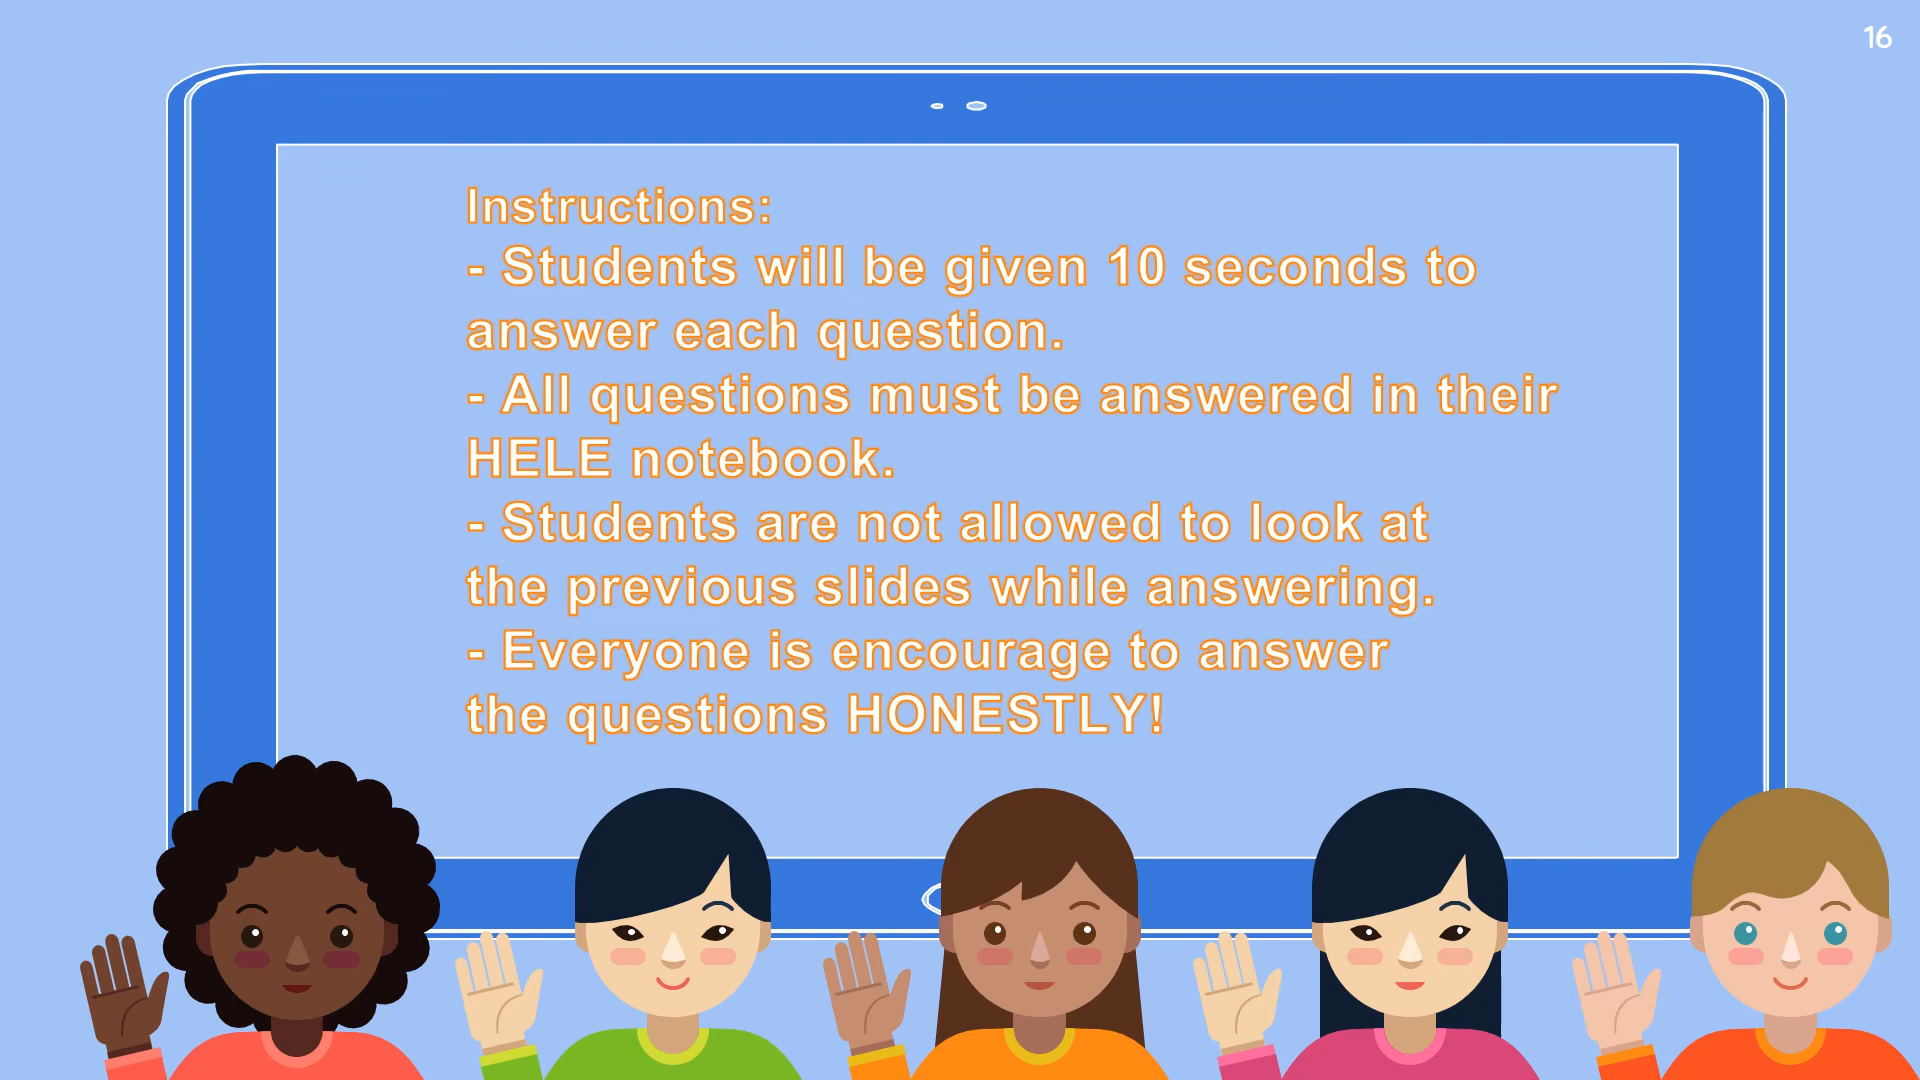 16
Instructions:
- Students will be given 10 seconds to
answer each question.
- All questions must be answered in their
HELE notebook.
- Students are not allowed to look at
the previous slides while answering.
- Everyone is encourage to answer
the questions HONESTLY!